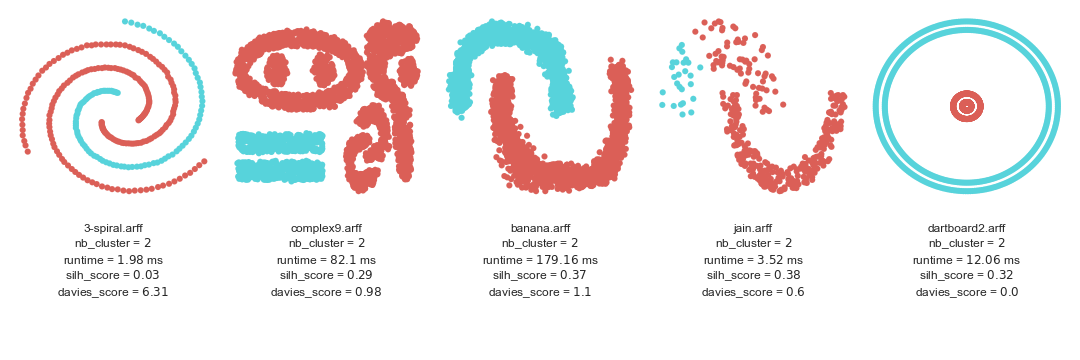 3-spiral.arff
nb_cluster = 2
runtime = 1.98 ms
silh_score = 0.03
davies_score = 6.31
complex9.arff
nb_cluster = 2
runtime = 82.1 ms
silh_score = 0.29
davies_score = 0.98
banana.arff
nb_cluster = 2
runtime = 179.16 ms
silh_score = 0.37
davies_score = 1.1
jain.arff
nb_cluster = 2
runtime = 3.52 ms
silh_score = 0.38
davies_score = 0.6
dartboard2.arff
nb_cluster = 2
runtime = 12.06 ms
silh_score = 0.32
davies_score = 0.0